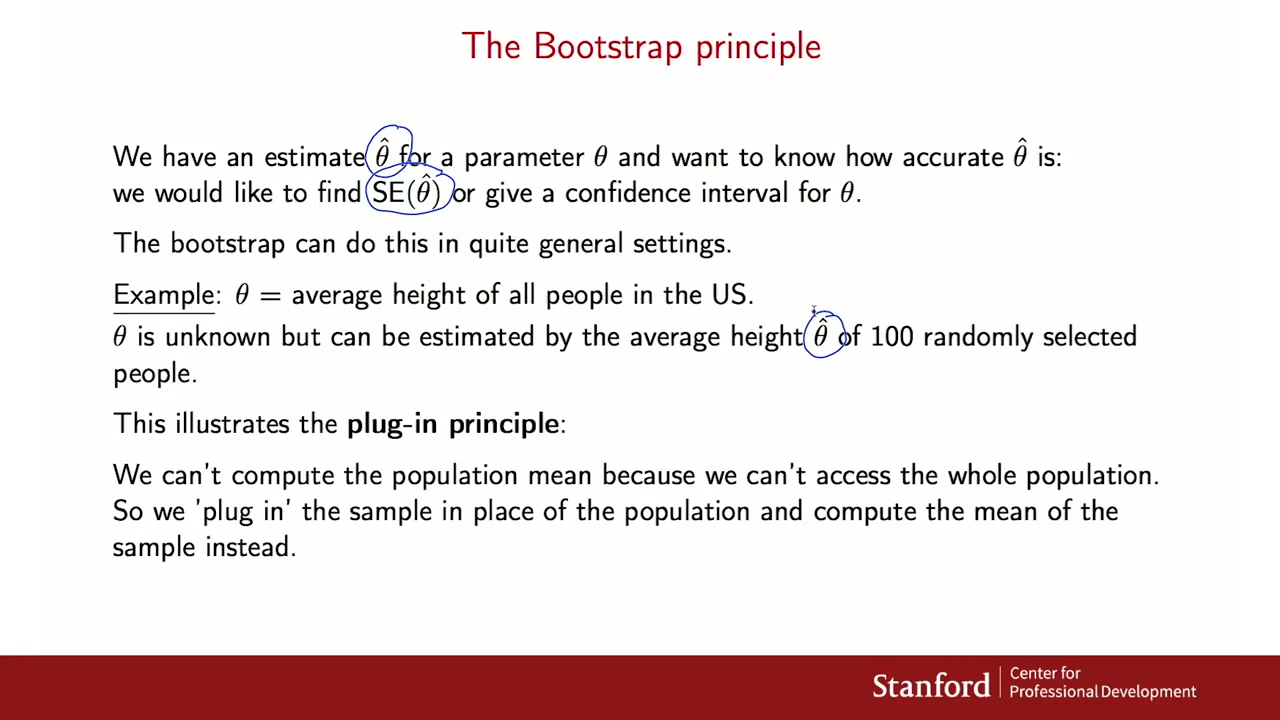 The Bootstrap principle
We have an estimate θ̂ for a parameter θ and want to know how accurate θ̂ is:
we would like to find SE(θ̂) or give a confidence interval for θ.
The bootstrap can do this in quite general settings.
Example: θ = average height of all people in the US.
θ is unknown but can be estimated by the average height θ̂ of 100 randomly selected
people.
This illustrates the plug-in principle:
We can't compute the population mean because we can't access the whole population.
So we 'plug in' the sample in place of the population and compute the mean of the
sample instead.
Stanford
Center for
Professional Development